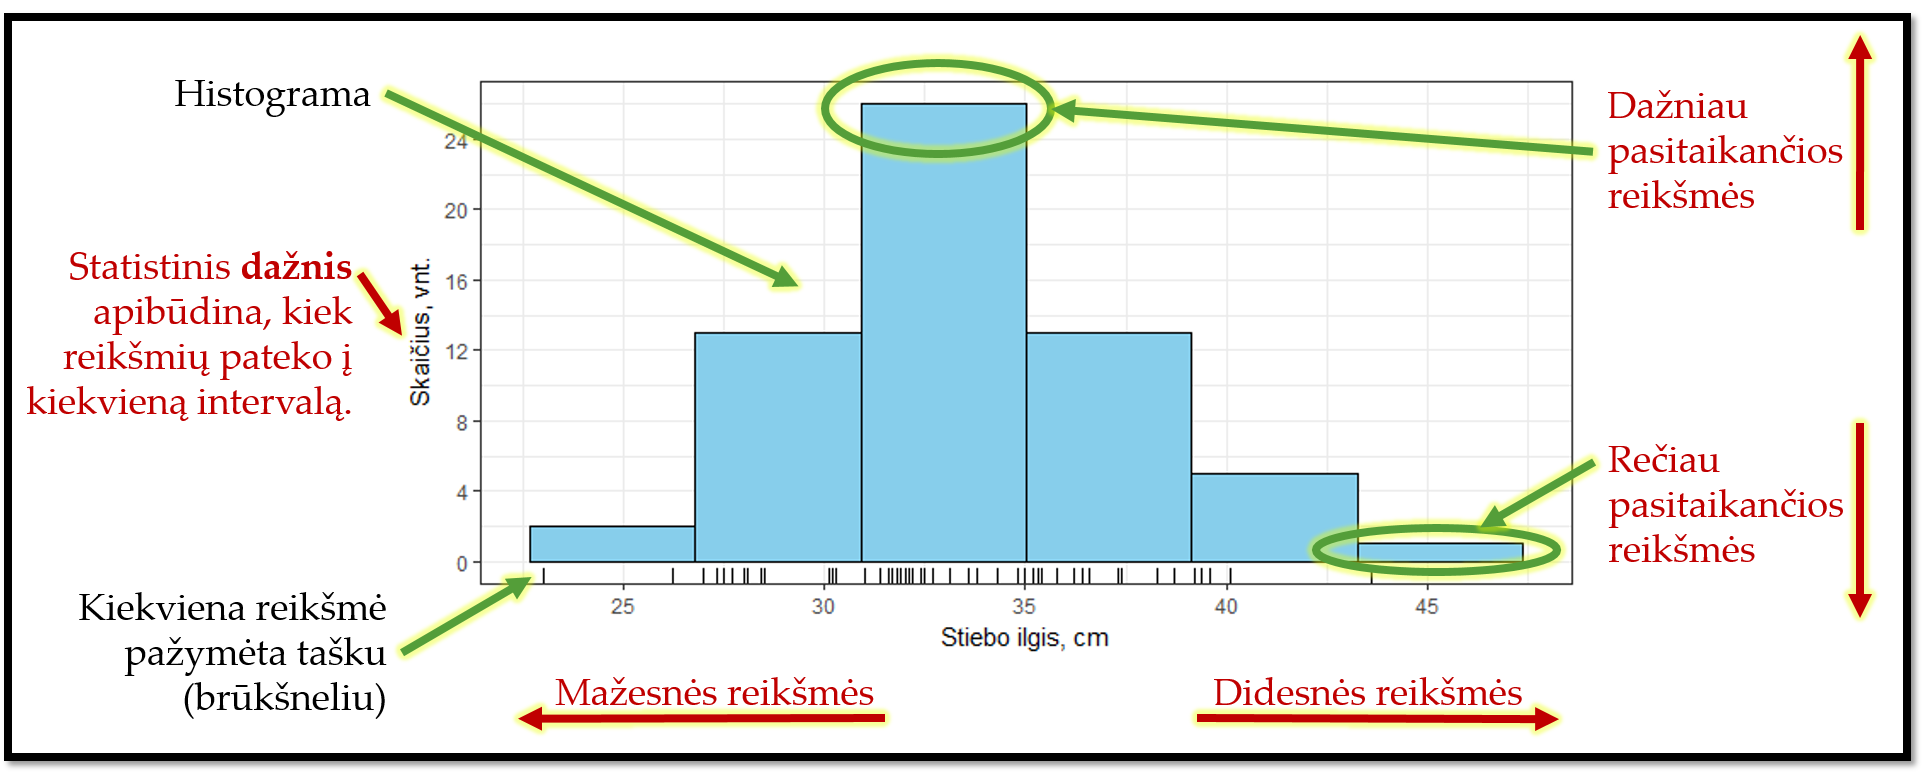 Histograma
Statistinis dažnis
apibūdina, kiek
reikšmių pateko į
kiekvieną intervalą.
Kiekviena reikšmė
pažymėta tašku
(brūkšneliu)
Skaičius, vnt.
24
20
16
12
8
4
0
25
30
35
40
45
Stiebo ilgis, cm
Mažesnės reikšmės
Didesnės reikšmės
Dažniau
pasitaikančios
reikšmės
Rečiau
pasitaikančios
reikšmės